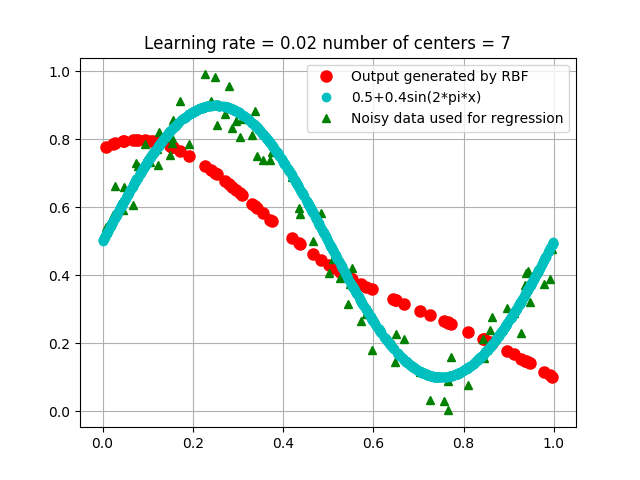 Learning rate = 0.02 number of centers = 7
Output generated by RBF
0.5+0.4sin(2*pi*x)
Noisy data used for regression
1.0
0.8
0.6
0.4
0.2
0.0
0.0 0.2 0.4 0.6 0.8 1.0